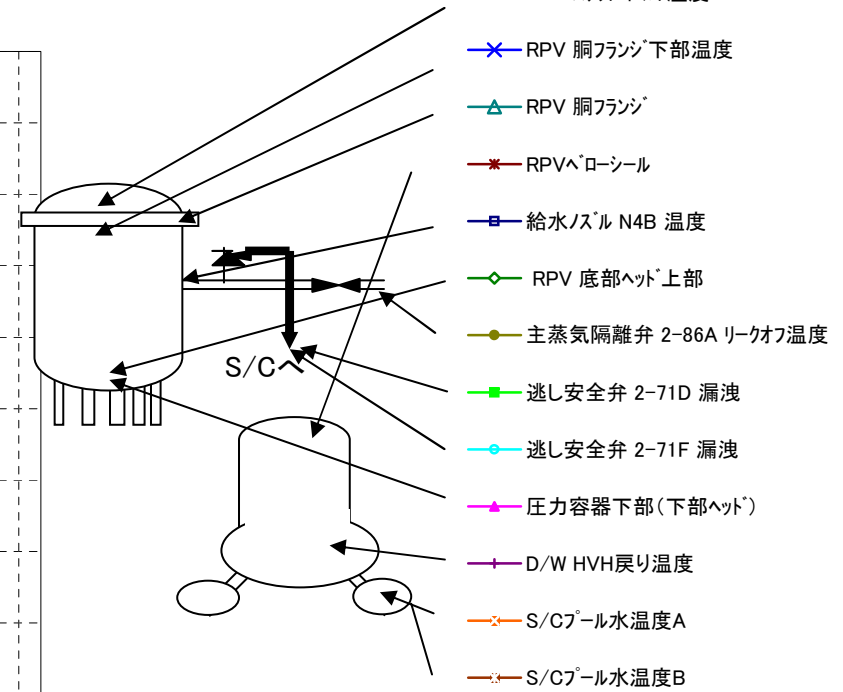 RPV 胴フランジ下部温度
RPV 胴フランジ
RPVベローシール
給水ノズル N4B 温度
RPV 底部ヘッド上部
主蒸気隔離弁 2-86A リークオフ温度
S/Cへ
逃し安全弁 2-71D 漏洩
逃し安全弁 2-71F 漏洩
圧力容器下部(下部ヘッド)
D/W HVH戻り温度
S/Cプール水温度A
S/Cプール水温度B